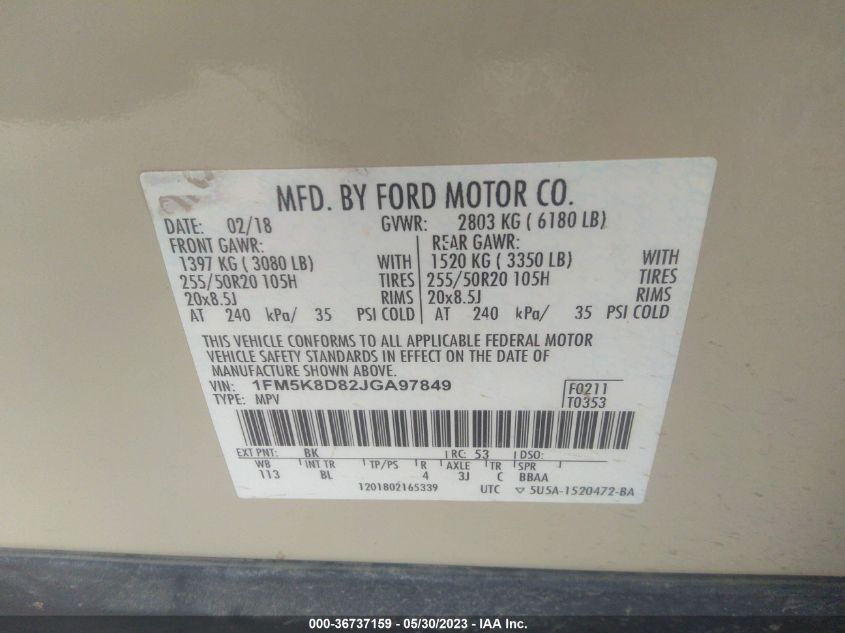 MFD. BY FORD MOTOR CO.
DATE: 02/18 GVWR: 2803 KG ( 6180 LB)
FRONT GAWR: REAR GAWR:
1397 KG ( 3080 LB) WITH 1520 KG ( 3350 LB) WITH
255/50R20 105H TIRES 255/50R20 105H TIRES
20x8.5J RIMS 20x8.5J RIMS
AT 240 kPa/ 35 PSI COLD AT 240 kPa/ 35 PSI COLD
THIS VEHICLE CONFORMS TO ALL APPLICABLE FEDERAL MOTOR
VEHICLE SAFETY STANDARDS IN EFFECT ON THE DATE OF
MANUFACTURE SHOWN ABOVE.
VIN: 1FM5K8D82JGA97849 F0211
TYPE: MPV T0353
EXT PNT: BK RC: 53 DSO:
WB INT TR TP/PS R AXLE TR SPR
113 BL 4 3J C BBAA
1201802165339 UTC ▽ 5U5A-1520472-BA
000-36737159 - 05/30/2023 - IAA Inc.